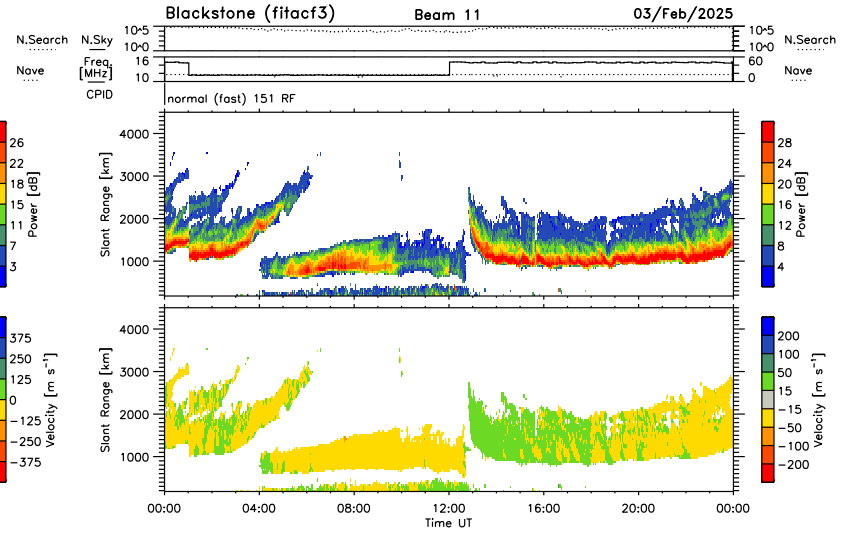 Blackstone (fitacf3) Beam 11 03/Feb/2025
N.Search N.Sky 10^5 10^0 10^5 10^0 N.Search
Nave Freq. [MHz] 16 10 60 0 Nave
CPID normal (fast) 151 RF
Power [dB] 26 22 18 15 11 7 3
Slant Range [km] 4000 3000 2000 1000
28 24 20 16 12 8 4 Power [dB]
Velocity [m s⁻¹] 375 250 125 0 −125 −250 −375
Slant Range [km] 4000 3000 2000 1000
200 100 50 15 −15 −50 −100 −200 Velocity [m s⁻¹]
00:00 04:00 08:00 12:00 16:00 20:00 00:00
Time UT